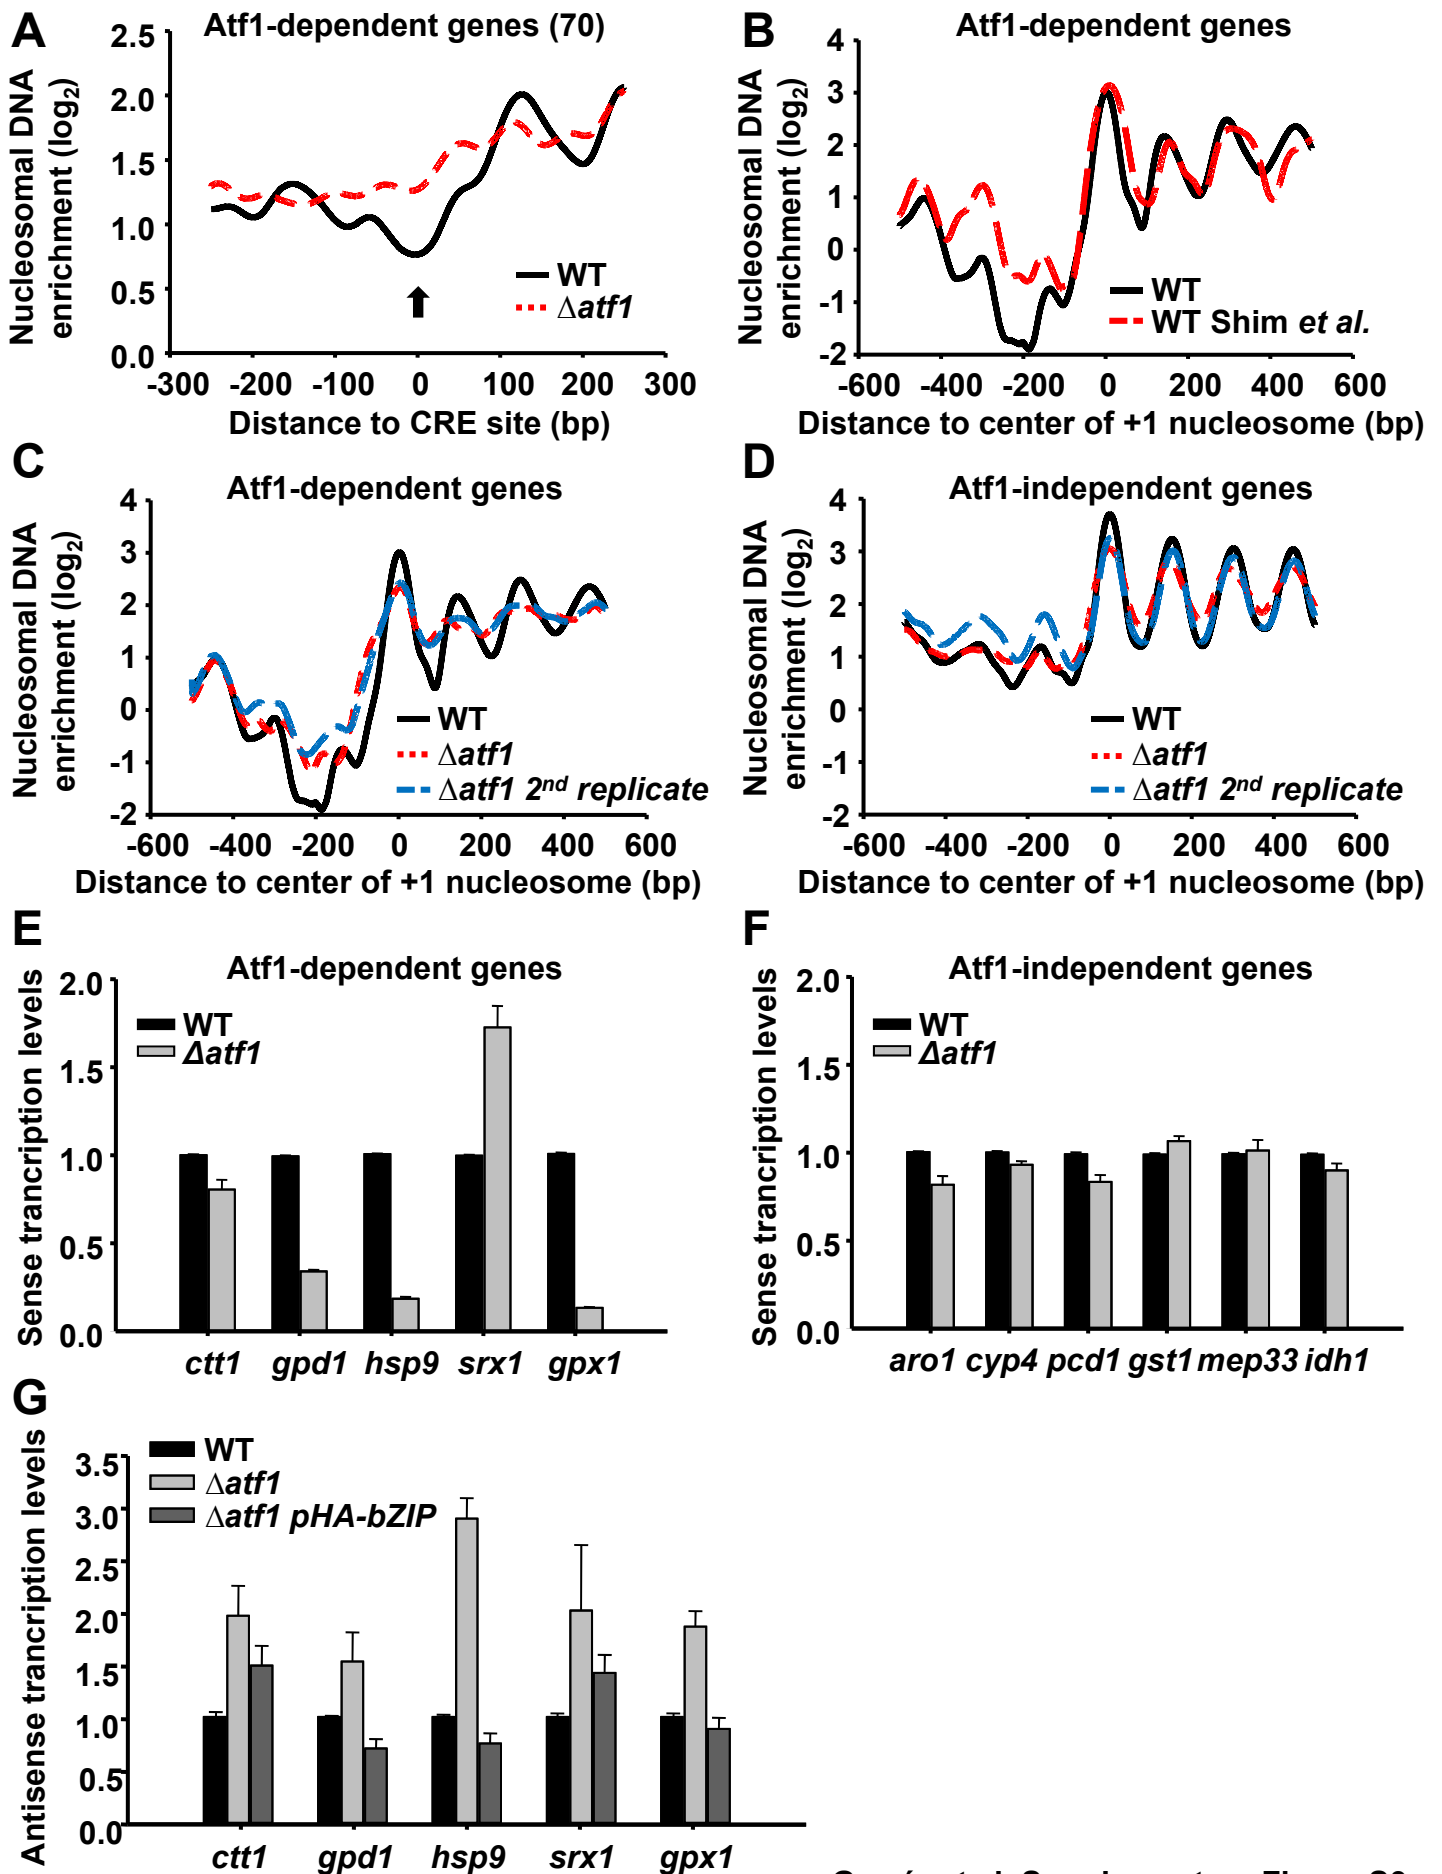 A
Atf1-dependent genes (70)
Nucleosomal DNA
enrichment (log2)
2.5
2.0
1.5
1.0
0.5
0.0
WT
Δatf1
-300 -200 -100 0 100 200 300
Distance to CRE site (bp)
B
Atf1-dependent genes
Nucleosomal DNA
enrichment (log2)
4
3
2
1
0
-1
-2
WT
WT Shim et al.
-600 -400 -200 0 200 400 600
Distance to center of +1 nucleosome (bp)
C
Atf1-dependent genes
Nucleosomal DNA
enrichment (log2)
4
3
2
1
0
-1
-2
WT
Δatf1
Δatf1 2nd replicate
-600 -400 -200 0 200 400 600
Distance to center of +1 nucleosome (bp)
D
Atf1-independent genes
Nucleosomal DNA
enrichment (log2)
4
3
2
1
0
-1
-2
WT
Δatf1
Δatf1 2nd replicate
-600 -400 -200 0 200 400 600
Distance to center of +1 nucleosome (bp)
E
Atf1-dependent genes
Sense trancription levels
2.0
1.5
1.0
0.5
0.0
WT
Δatf1
ctt1 gpd1 hsp9 srx1 gpx1
F
Atf1-independent genes
Sense trancription levels
2.0
1.5
1.0
0.5
0.0
WT
Δatf1
aro1 cyp4 pcd1 gst1 mep33 idh1
G
Antisense trancription levels
3.5
3.0
2.5
2.0
1.5
1.0
0.5
0.0
WT
Δatf1
Δatf1 pHA-bZIP
ctt1 gpd1 hsp9 srx1 gpx1